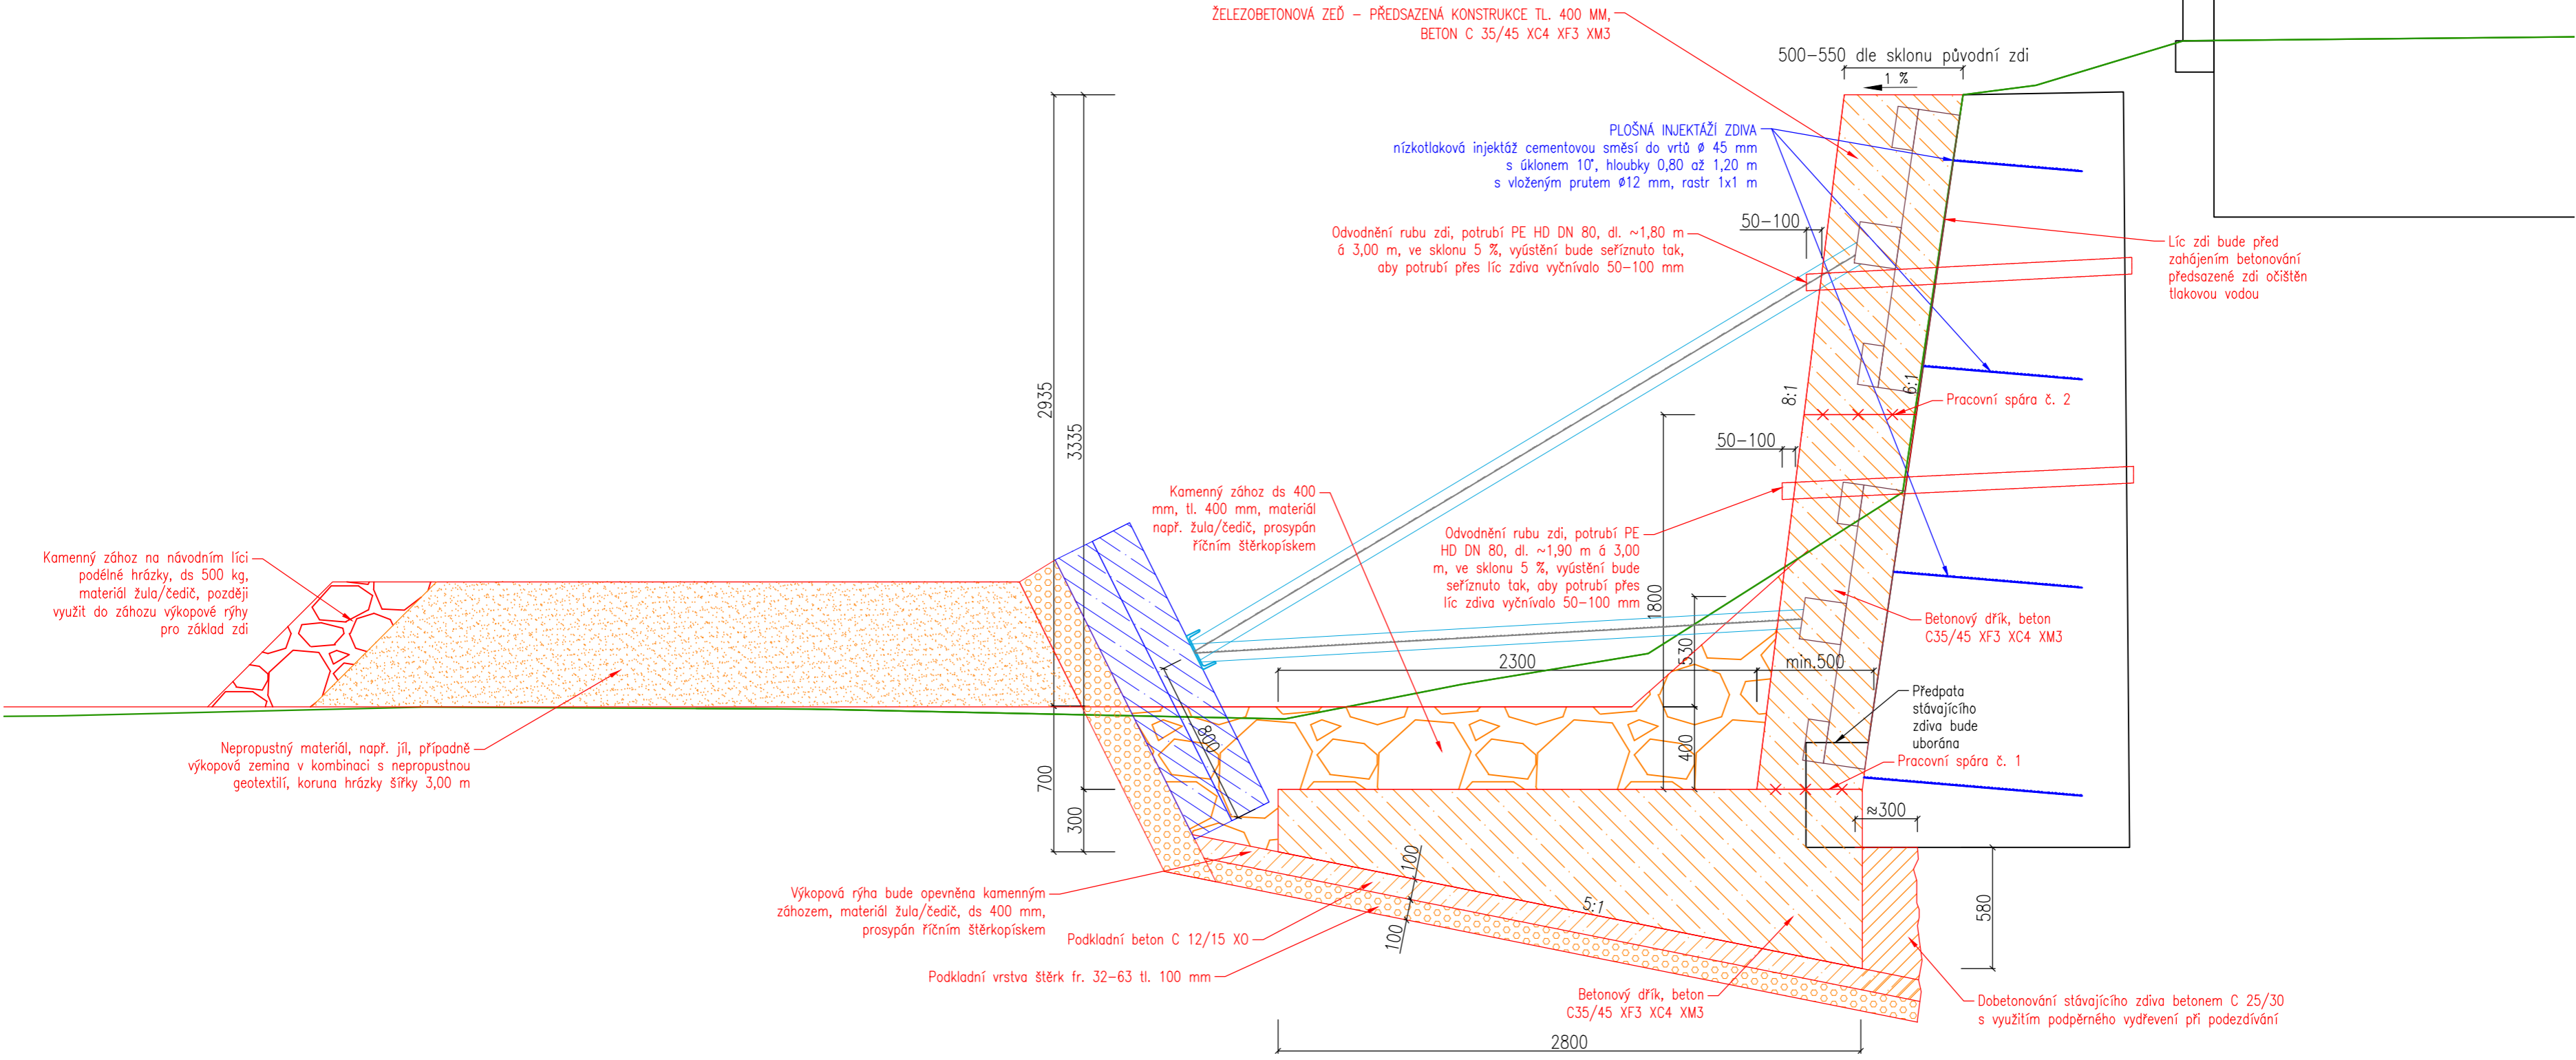 ŽELEZOBETONOVÁ ZEĎ – PŘEDSAZENÁ KONSTRUKCE TL. 400 MM,
BETON C 35/45 XC4 XF3 XM3
500–550 dle sklonu původní zdi
1 %
PLOŠNÁ INJEKTÁŽÍ ZDIVA
nízkotlaková injektáž cementovou směsí do vrtů Ø 45 mm
s úklonem 10°, hloubky 0,80 až 1,20 m
s vloženým prutem Ø12 mm, rastr 1x1 m
50–100
Odvodnění rubu zdi, potrubí PE HD DN 80, dl. ~1,80 m
á 3,00 m, ve sklonu 5 %, vyústění bude seříznuto tak,
aby potrubí přes líc zdiva vyčnívalo 50–100 mm
Líc zdi bude před
zahájením betonování
předsazené zdi očištěn
tlakovou vodou
2935
3335
8:1
6:1
Pracovní spára č. 2
50–100
Kamenný zához ds 400
mm, tl. 400 mm, materiál
např. žula/čedič, prosypán
říčním štěrkopískem
Odvodnění rubu zdi, potrubí PE
HD DN 80, dl. ~1,90 m á 3,00
m, ve sklonu 5 %, vyústění bude
seříznuto tak, aby potrubí přes
líc zdiva vyčnívalo 50–100 mm
1800
530
Kamenný zához na návodním líci
podélné hrázky, ds 500 kg,
materiál žula/čedič, později
využit do záhozu výkopové rýhy
pro základ zdi
Betonový dřík, beton
C35/45 XF3 XC4 XM3
2300
min.500
Předpata
stávajícího
zdiva bude
uborána
800
400
Nepropustný materiál, např. jíl, případně
výkopová zemina v kombinaci s nepropustnou
geotextilí, koruna hrázky šířky 3,00 m
Pracovní spára č. 1
700
300
≈300
100
100
5:1
580
Výkopová rýha bude opevněna kamenným
záhozem, materiál žula/čedič, ds 400 mm,
prosypán říčním štěrkopískem
Podkladní beton C 12/15 XO
Podkladní vrstva štěrk fr. 32–63 tl. 100 mm
Betonový dřík, beton
C35/45 XF3 XC4 XM3
Dobetonování stávajícího zdiva betonem C 25/30
s využitím podpěrného vydřevení při podezdívání
2800